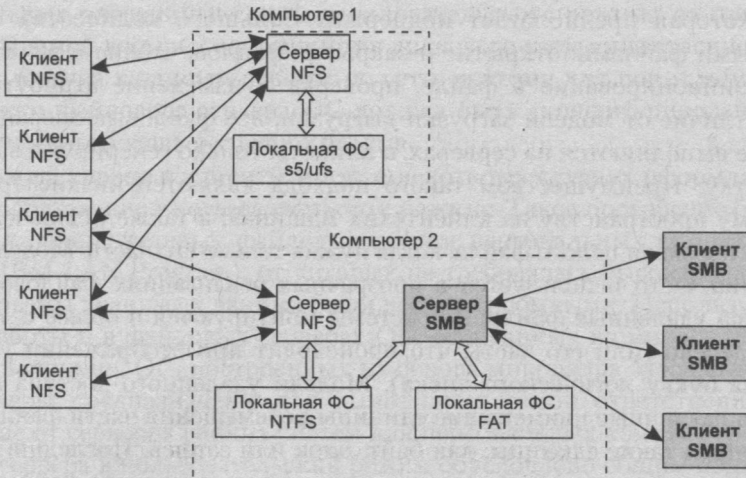 Компьютер 1
Клиент
NFS
Сервер
NFS
Клиент
NFS
Локальная ФС
s5/ufs
Клиент
NFS
Компьютер 2
Клиент
SMB
Клиент
NFS
Сервер
NFS
Сервер
SMB
Клиент
SMB
Клиент
NFS
Локальная ФС
NTFS
Локальная ФС
FAT
Клиент
SMB